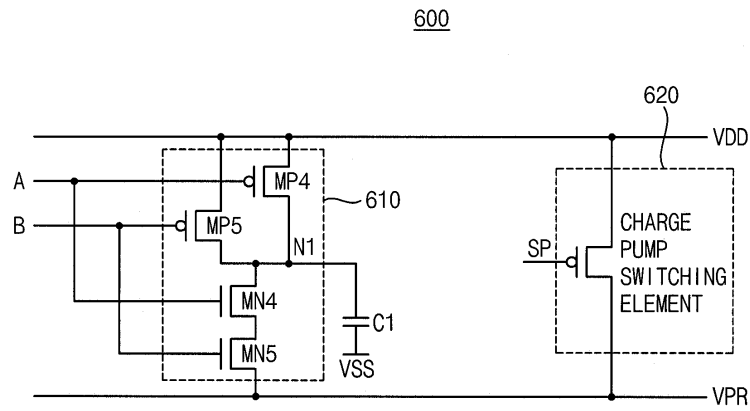 600
620
VDD
A
MP4
610
B
MP5
N1
SP
CHARGE
PUMP
SWITCHING
ELEMENT
MN4
C1
MN5
VSS
VPR